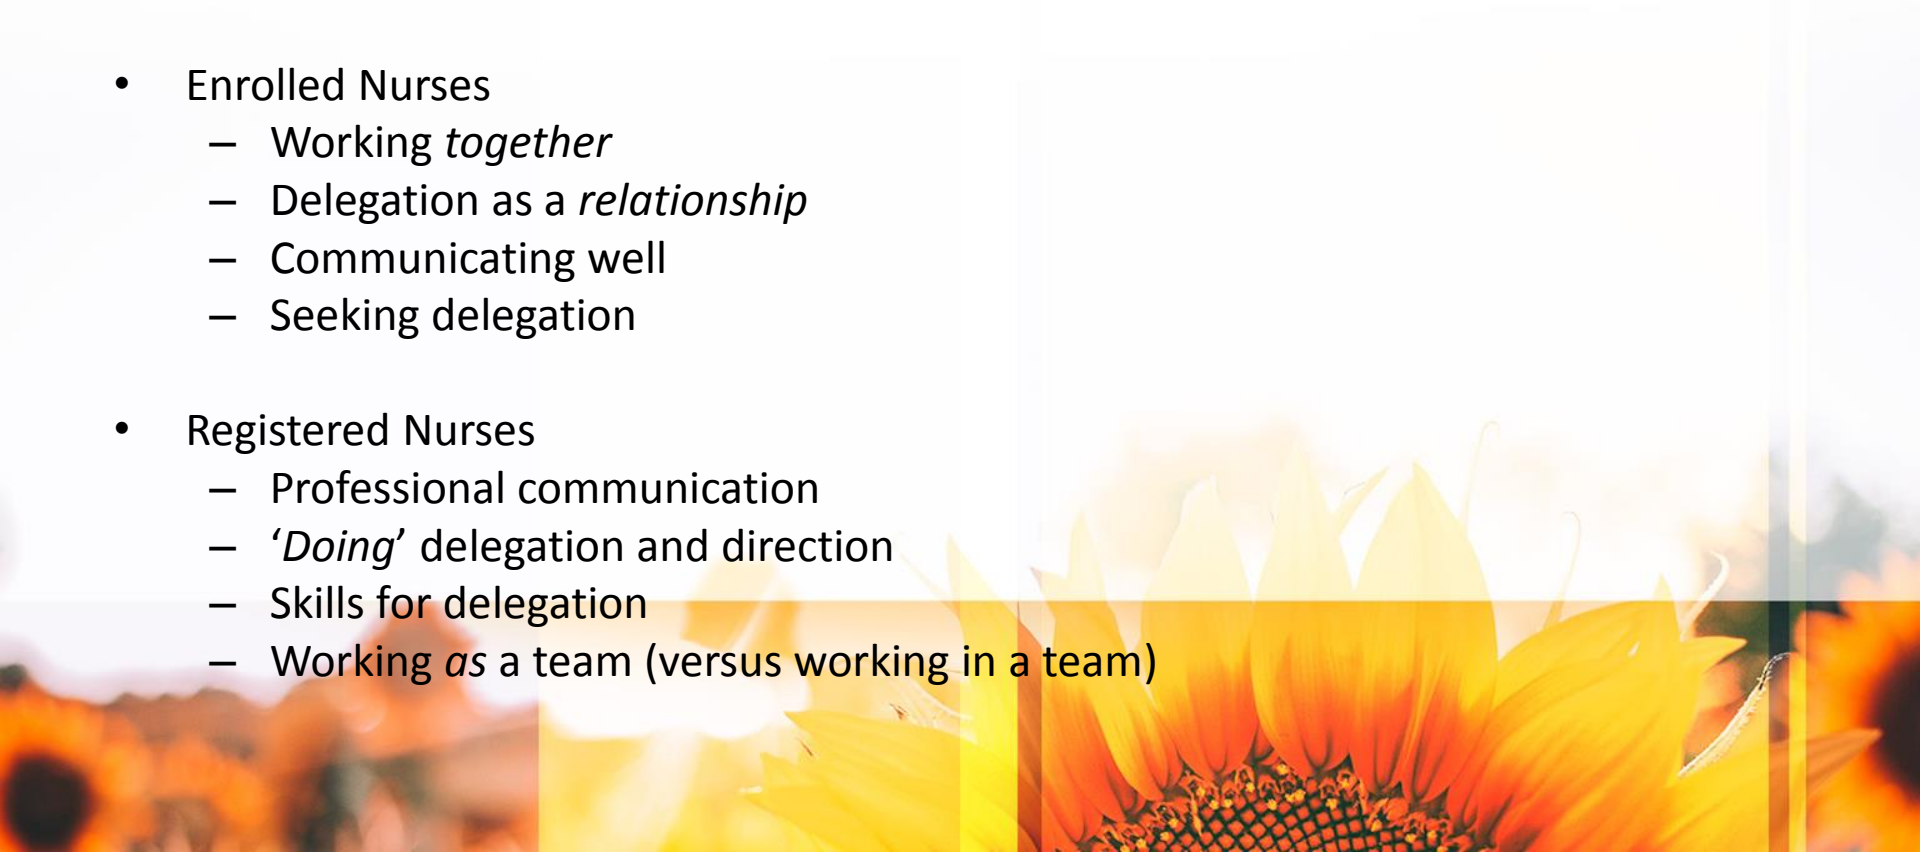 • Enrolled Nurses
– Working together
– Delegation as a relationship
– Communicating well
– Seeking delegation
• Registered Nurses
– Professional communication
– ‘Doing’ delegation and direction
– Skills for delegation
– Working as a team (versus working in a team)